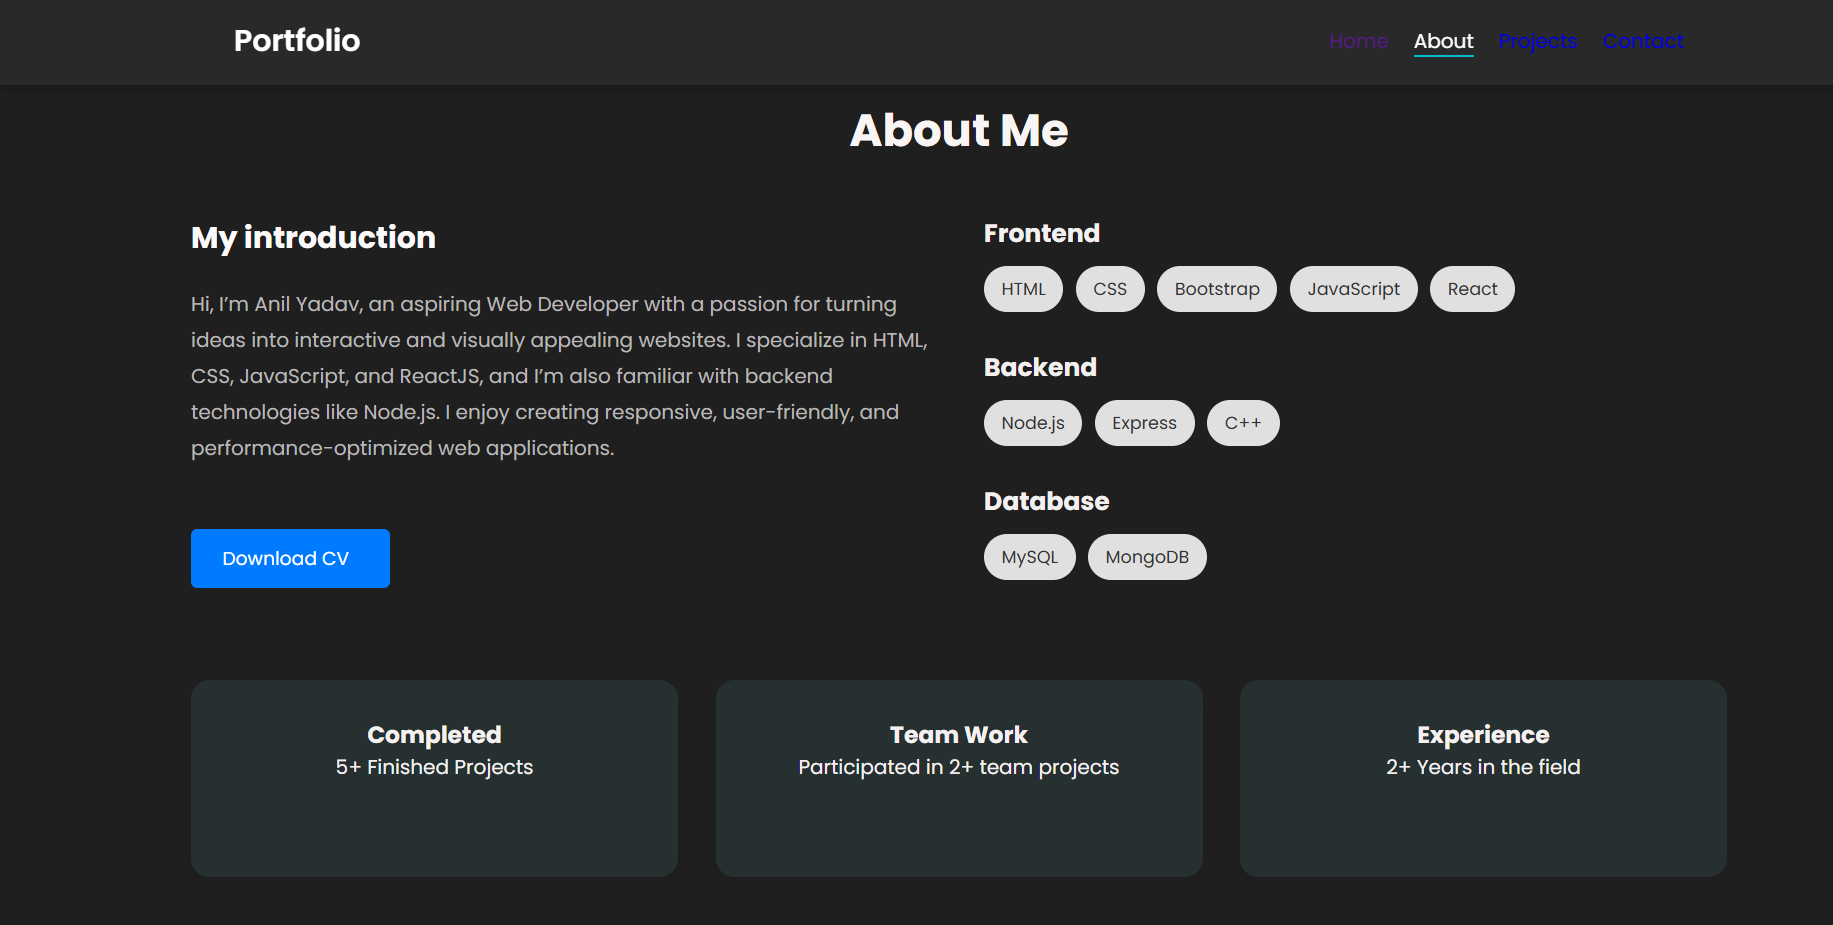 Portfolio
Home About Projects Contact
About Me
My introduction
Hi, I’m Anil Yadav, an aspiring Web Developer with a passion for turning
ideas into interactive and visually appealing websites. I specialize in HTML,
CSS, JavaScript, and ReactJS, and I’m also familiar with backend
technologies like Node.js. I enjoy creating responsive, user-friendly, and
performance-optimized web applications.
Download CV
Frontend
HTML CSS Bootstrap JavaScript React
Backend
Node.js Express C++
Database
MySQL MongoDB
Completed
5+ Finished Projects
Team Work
Participated in 2+ team projects
Experience
2+ Years in the field